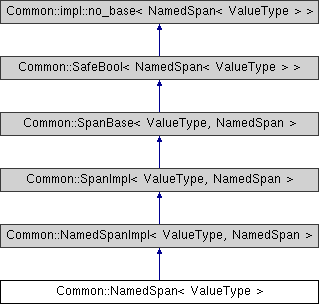 Common::impl::no_base< NamedSpan< ValueType > >
Common::SafeBool< NamedSpan< ValueType > >
Common::SpanBase< ValueType, NamedSpan >
Common::SpanImpl< ValueType, NamedSpan >
Common::NamedSpanImpl< ValueType, NamedSpan >
Common::NamedSpan< ValueType >